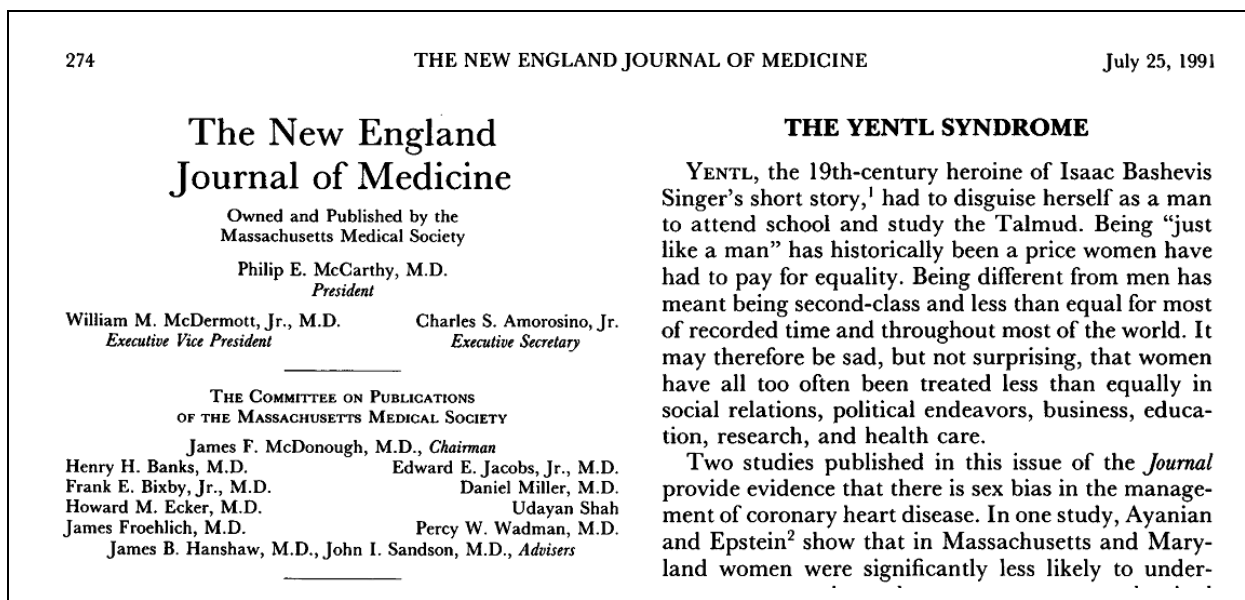 274 THE NEW ENGLAND JOURNAL OF MEDICINE July 25, 1991
The New England
Journal of Medicine
Owned and Published by the
Massachusetts Medical Society
Philip E. McCarthy, M.D.
President
William M. McDermott, Jr., M.D. Charles S. Amorosino, Jr.
Executive Vice President Executive Secretary
THE COMMITTEE ON PUBLICATIONS
OF THE MASSACHUSETTS MEDICAL SOCIETY
James F. McDonough, M.D., Chairman
Henry H. Banks, M.D. Edward E. Jacobs, Jr., M.D.
Frank E. Bixby, Jr., M.D. Daniel Miller, M.D.
Howard M. Ecker, M.D. Udayan Shah
James Froehlich, M.D. Percy W. Wadman, M.D.
James B. Hanshaw, M.D., John I. Sandson, M.D., Advisers
THE YENTL SYNDROME
YENTL, the 19th-century heroine of Isaac Bashevis
Singer's short story,¹ had to disguise herself as a man
to attend school and study the Talmud. Being “just
like a man” has historically been a price women have
had to pay for equality. Being different from men has
meant being second-class and less than equal for most
of recorded time and throughout most of the world. It
may therefore be sad, but not surprising, that women
have all too often been treated less than equally in
social relations, political endeavors, business, educa-
tion, research, and health care.
Two studies published in this issue of the Journal
provide evidence that there is sex bias in the manage-
ment of coronary heart disease. In one study, Ayanian
and Epstein² show that in Massachusetts and Mary-
land women were significantly less likely to under-